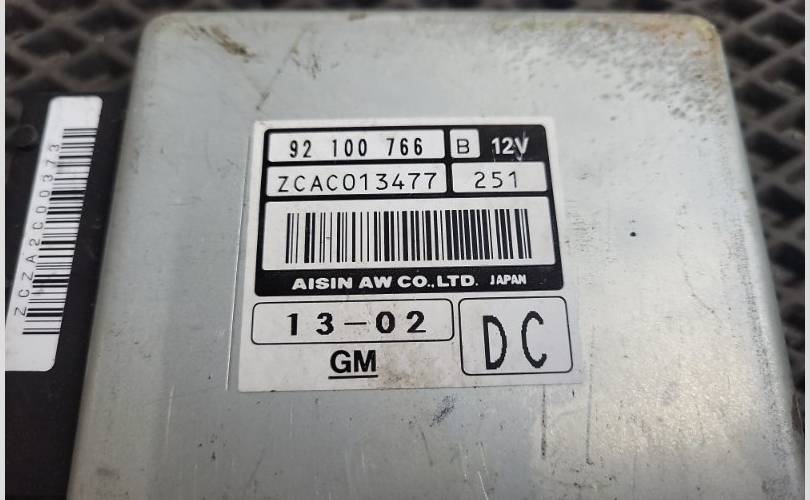 92 100 766 B 12V
ZCAC013477 251
AISIN AW CO.,LTD. JAPAN
13-02
GM
DC
ZCZA2C00373